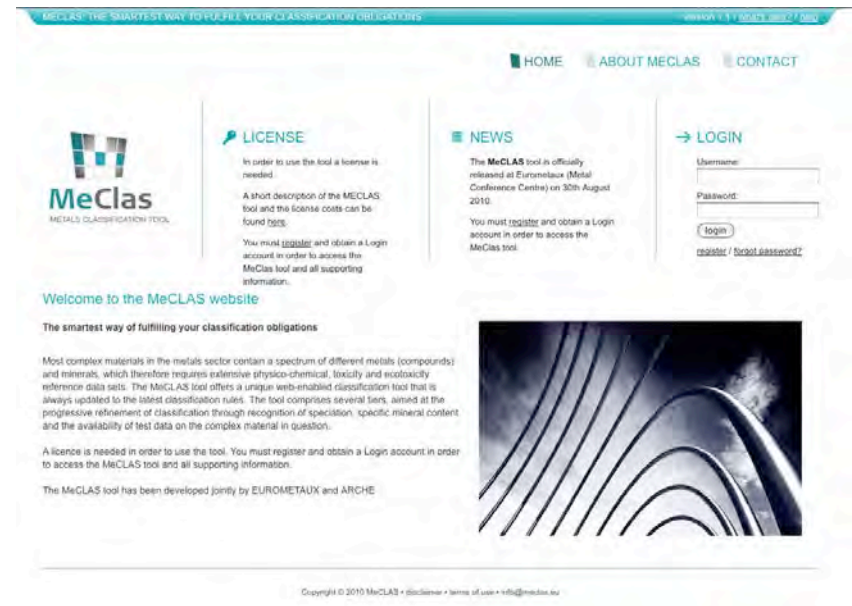 MECLAS: THE SMARTEST WAY TO FULFILL YOUR CLASSIFICATION OBLIGATIONS
version 1.1 / what's new? / help
HOME ABOUT MECLAS CONTACT
MeClas
METALS CLASSIFICATION TOOL
LICENSE
In order to use the tool a license is
needed.
A short description of the MECLAS
tool and the license costs can be
found here.
You must register and obtain a Login
account in order to access the
MeClas tool and all supporting
information.
NEWS
The MeCLAS tool is officially
released at Eurometaux (Metal
Conference Centre) on 30th August
2010.
You must register and obtain a Login
account in order to access the
MeClas tool.
LOGIN
Username:
Password:
login
register / forgot password?
Welcome to the MeCLAS website
The smartest way of fulfilling your classification obligations
Most complex materials in the metals sector contain a spectrum of different metals (compounds)
and minerals, which therefore requires extensive physico-chemical, toxicity and ecotoxicity
reference data sets. The MeCLAS tool offers a unique web-enabled classification tool that is
always updated to the latest classification rules. The tool comprises several tiers, aimed at the
progressive refinement of classification through recognition of speciation, specific mineral content
and the availability of test data on the complex material in question.
A licence is needed in order to use the tool. You must register and obtain a Login account in order
to access the MeCLAS tool and all supporting information.
The MeCLAS tool has been developed jointly by EUROMETAUX and ARCHE
Copyright © 2010 MeCLAS • disclaimer • terms of use • info@meclas.eu